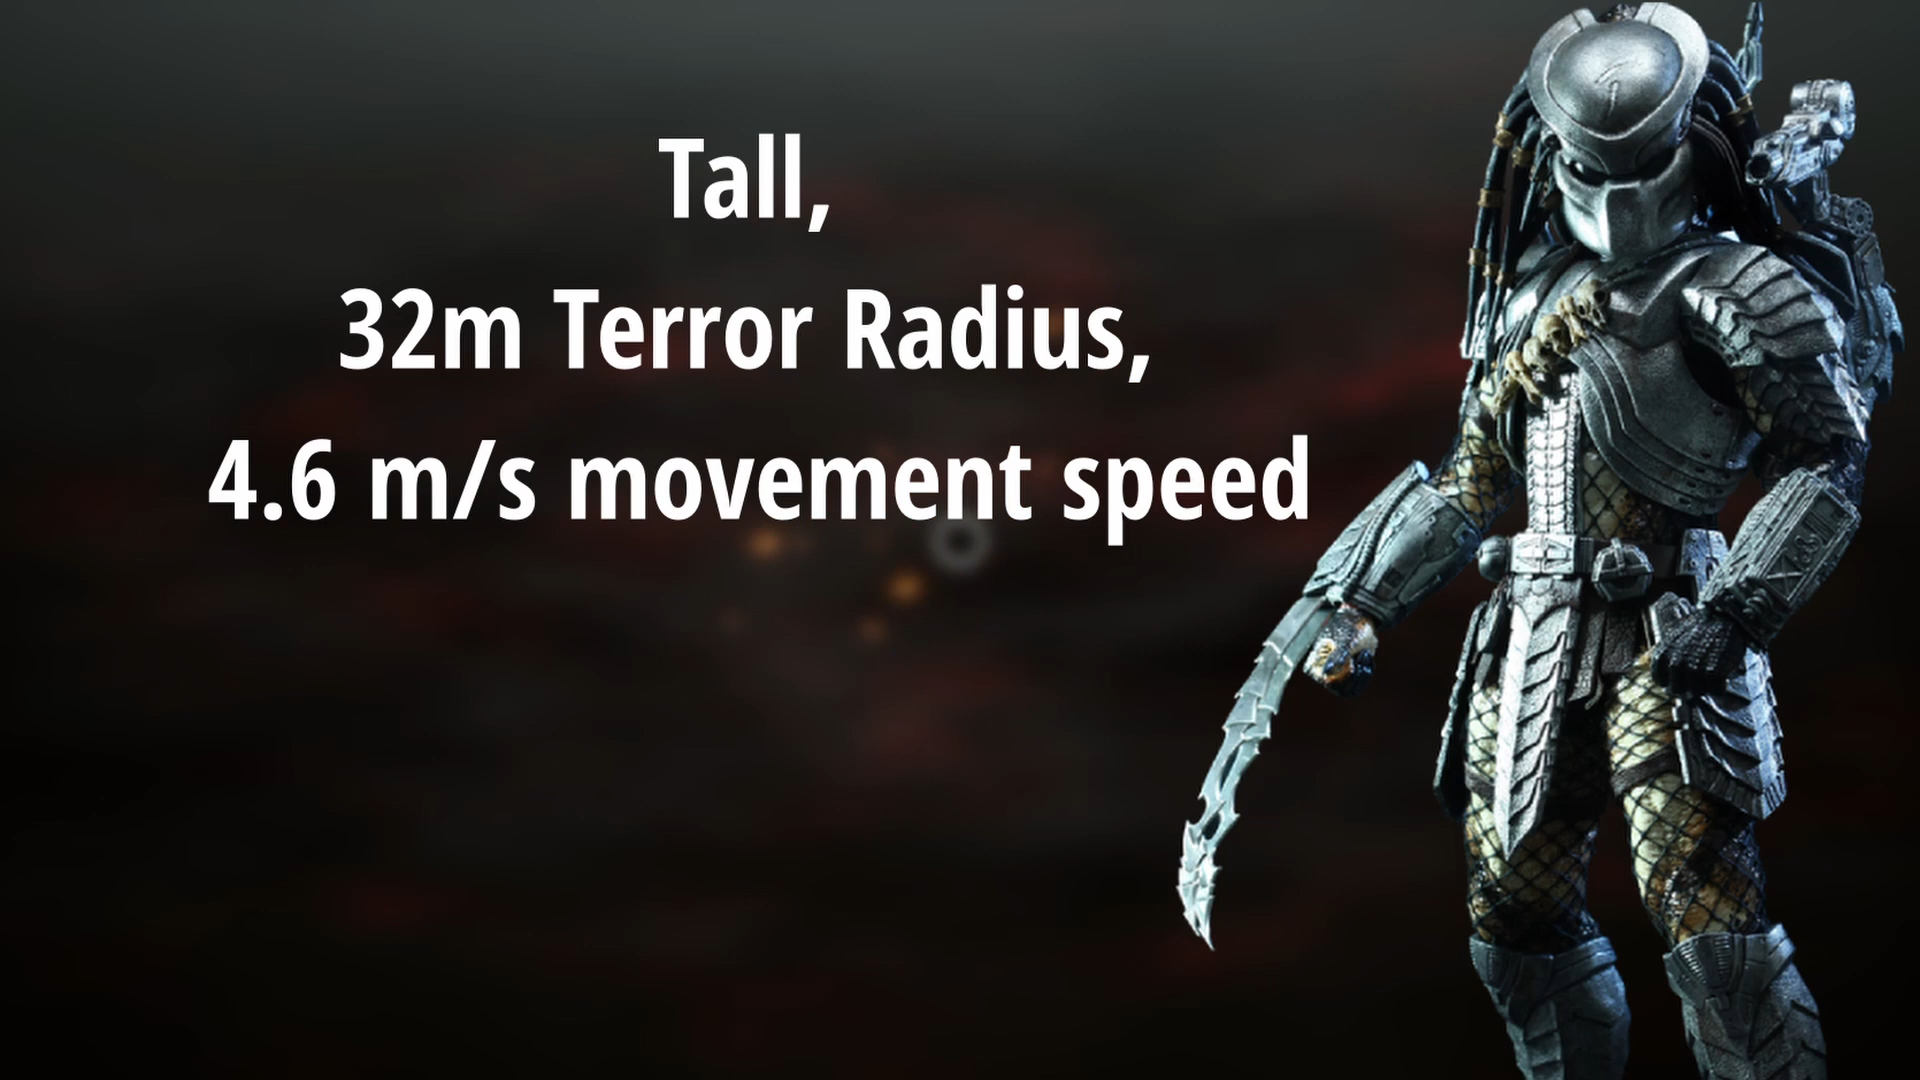 Tall,
32m Terror Radius,
4.6 m/s movement speed